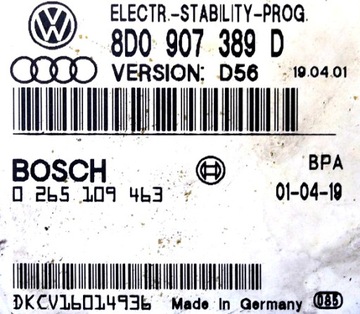 ELECTR.-STABILITY-PROG.
8D0 907 389 D
VERSION: D56 19.04.01
BOSCH BPA
0 265 109 463 01-04-19
DKCV16014936 Made In Germany 085